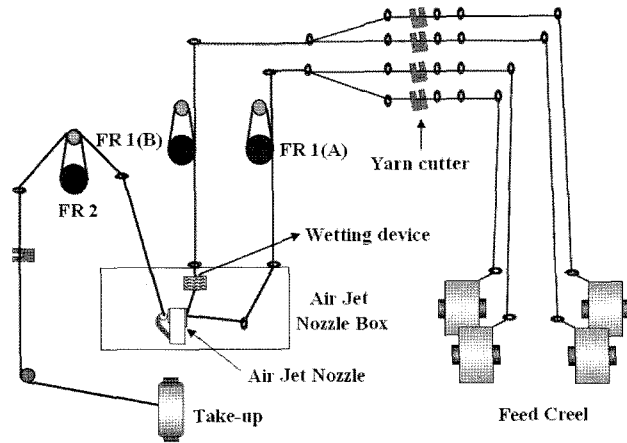 FR 1(B)
FR 1(A)
Yarn cutter
FR 2
Wetting device
Air Jet
Nozzle Box
Air Jet Nozzle
Take-up
Feed Creel